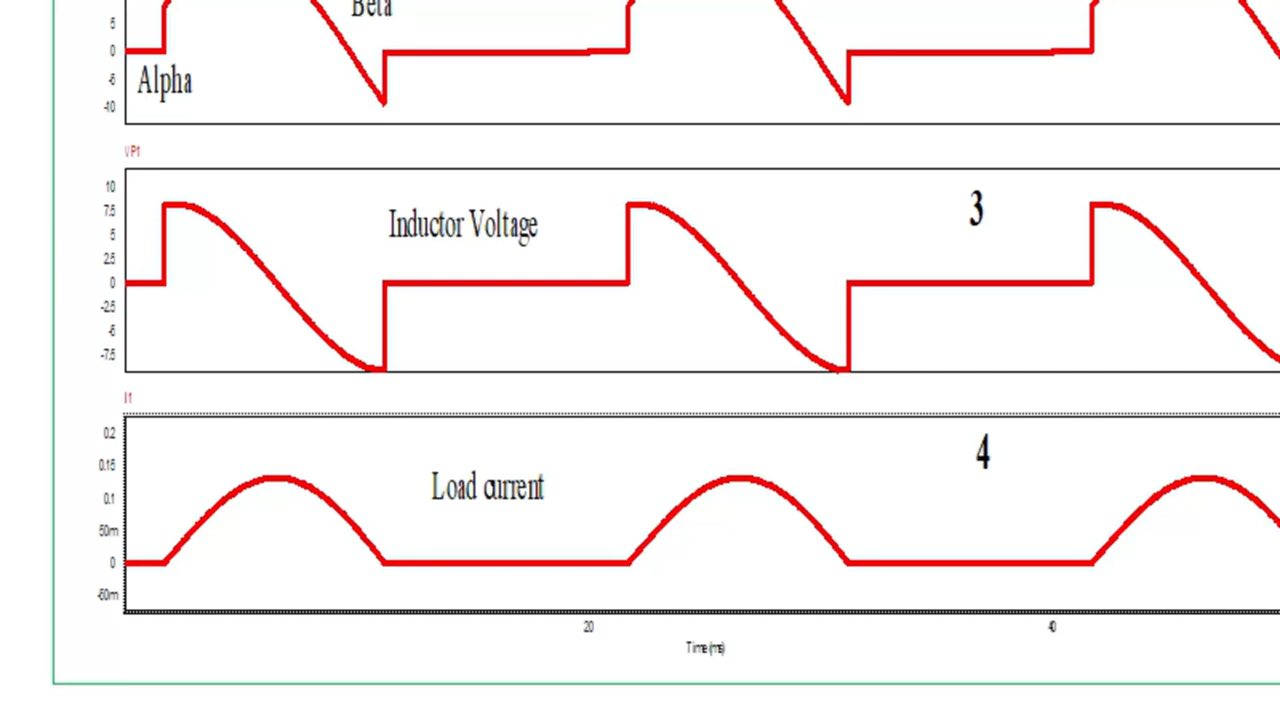 Beta
5
0
-5
-10
Alpha
VP1
10
7.5
5
2.5
0
-2.5
-5
-7.5
Inductor Voltage
3
I1
0.2
0.15
0.1
50m
0
-50m
Load current
4
20
40
Time (ms)